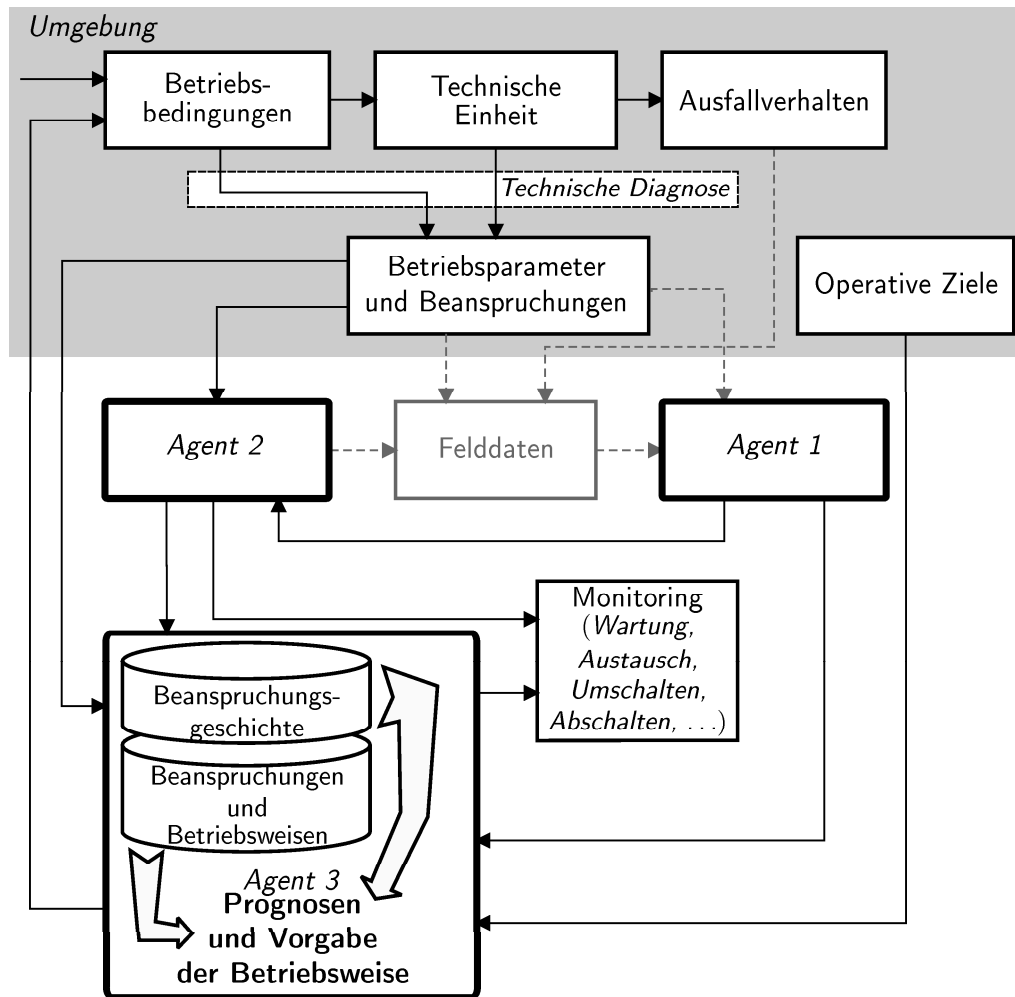 Umgebung
Betriebs-
bedingungen
Technische
Einheit
Ausfallverhalten
Technische Diagnose
Betriebsparameter
und Beanspruchungen
Operative Ziele
Agent 2
Felddaten
Agent 1
Monitoring
(Wartung,
Austausch,
Umschalten,
Abschalten, ...)
Beanspruchungs-
geschichte
Beanspruchungen
und
Betriebsweisen
Agent 3
Prognosen
und Vorgabe
der Betriebsweise